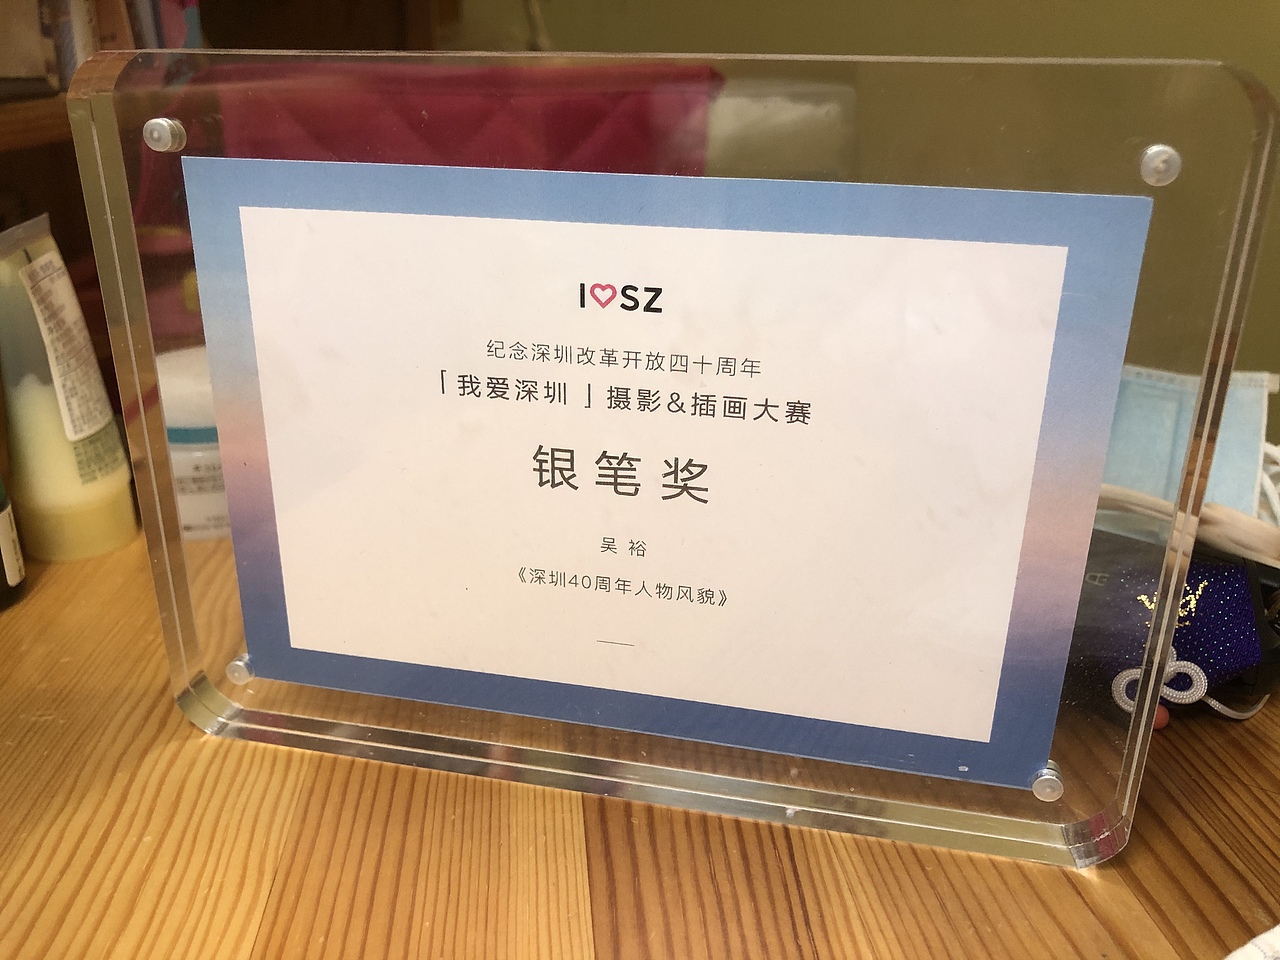 I♡SZ
纪念深圳改革开放四十周年
「我爱深圳」摄影&插画大赛
银笔奖
吴 裕
《深圳40周年人物风貌》